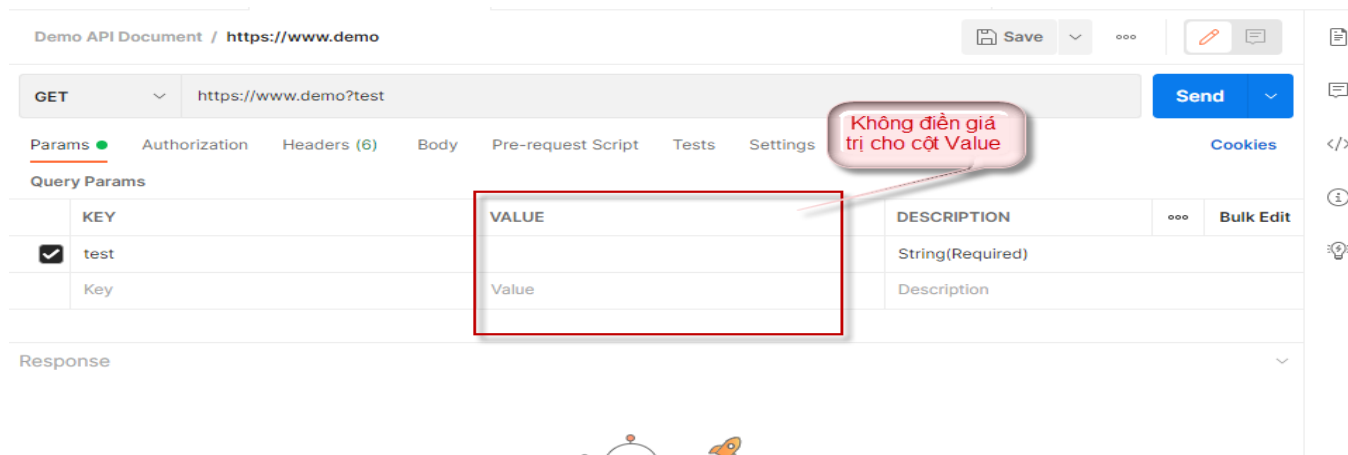 Demo API Document / https://www.demo
Save
GET
https://www.demo?test
Send
Không điền giá
trị cho cột Value
Params
Authorization
Headers (6)
Body
Pre-request Script
Tests
Settings
Cookies
Query Params
KEY
VALUE
DESCRIPTION
Bulk Edit
test
String(Required)
Key
Value
Description
Response